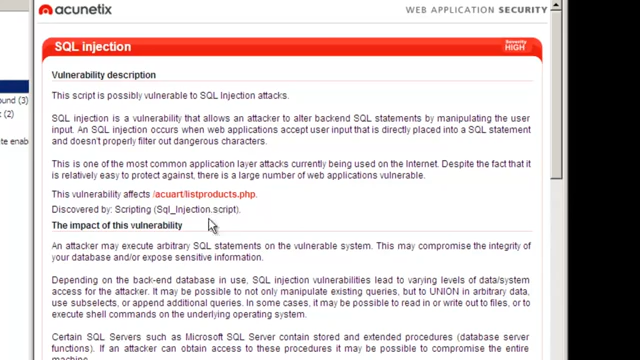 acunetix
WEB APPLICATION SECURITY
SQL injection
Severity
HIGH
Vulnerability description
This script is possibly vulnerable to SQL Injection attacks.
SQL injection is a vulnerability that allows an attacker to alter backend SQL statements by manipulating the user
input. An SQL injection occurs when web applications accept user input that is directly placed into a SQL statement
and doesn't properly filter out dangerous characters.
This is one of the most common application layer attacks currently being used on the Internet. Despite the fact that it
is relatively easy to protect against, there is a large number of web applications vulnerable.
This vulnerability affects /acuart/listproducts.php.
Discovered by: Scripting (Sql_Injection.script).
The impact of this vulnerability
An attacker may execute arbitrary SQL statements on the vulnerable system. This may compromise the integrity of
your database and/or expose sensitive information.
Depending on the back-end database in use, SQL injection vulnerabilities lead to varying levels of data/system
access for the attacker. It may be possible to not only manipulate existing queries, but to UNION in arbitrary data,
use subselects, or append additional queries. In some cases, it may be possible to read in or write out to files, or to
execute shell commands on the underlying operating system.
Certain SQL Servers such as Microsoft SQL Server contain stored and extended procedures (database server
functions). If an attacker can obtain access to these procedures it may be possible to compromise the entire
machine.
(3)
(2)